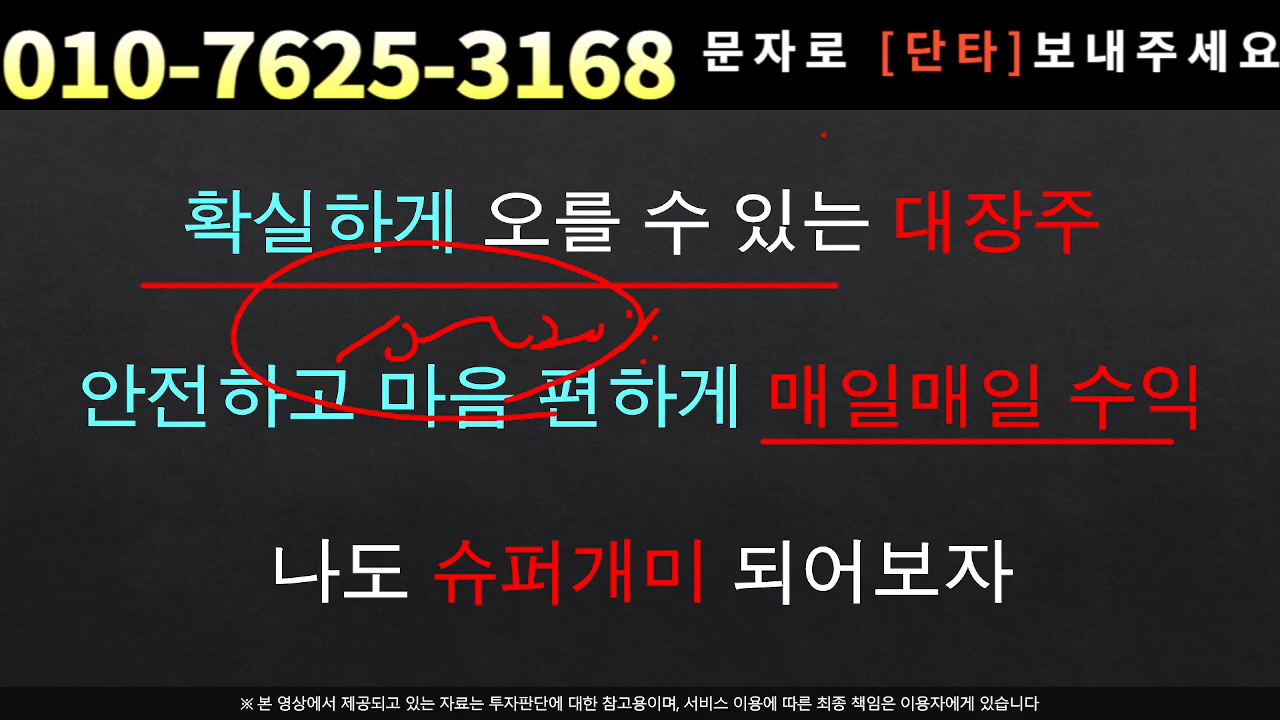 010-7625-3168 문자로 [단타]보내주세요
확실하게 오를 수 있는 대장주
안전하고 마음 편하게 매일매일 수익
나도 슈퍼개미 되어보자
※ 본 영상에서 제공되고 있는 자료는 투자판단에 대한 참고용이며, 서비스 이용에 따른 최종 책임은 이용자에게 있습니다